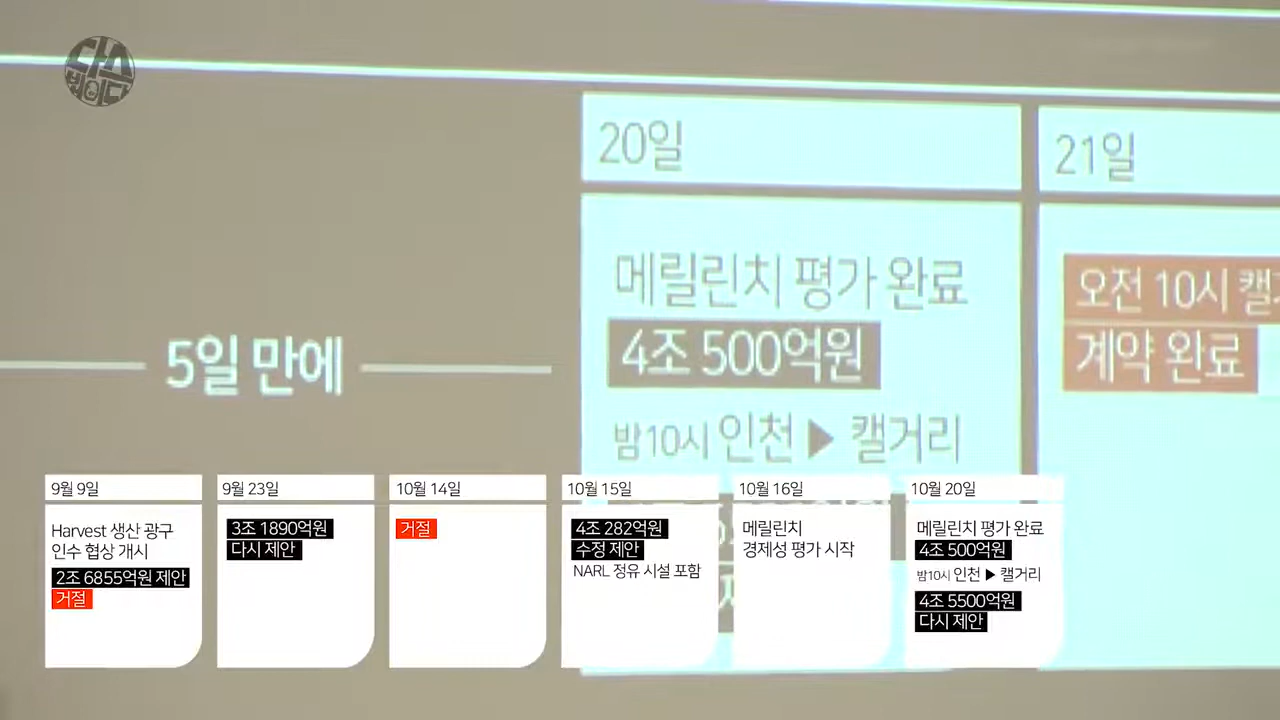 다스뵈이다
20일
메릴린치 평가 완료
4조 500억원
밤10시 인천 ▶ 캘거리
21일
오전 10시
계약 완료
5일 만에
9월 9일
Harvest 생산 광구
인수 협상 개시
2조 6855억원 제안
거절
9월 23일
3조 1890억원
다시 제안
10월 14일
거절
10월 15일
4조 282억원
수정 제안
NARL 정유 시설 포함
10월 16일
메릴린치
경제성 평가 시작
10월 20일
메릴린치 평가 완료
4조 500억원
밤10시 인천 ▶ 캘거리
4조 5500억원
다시 제안